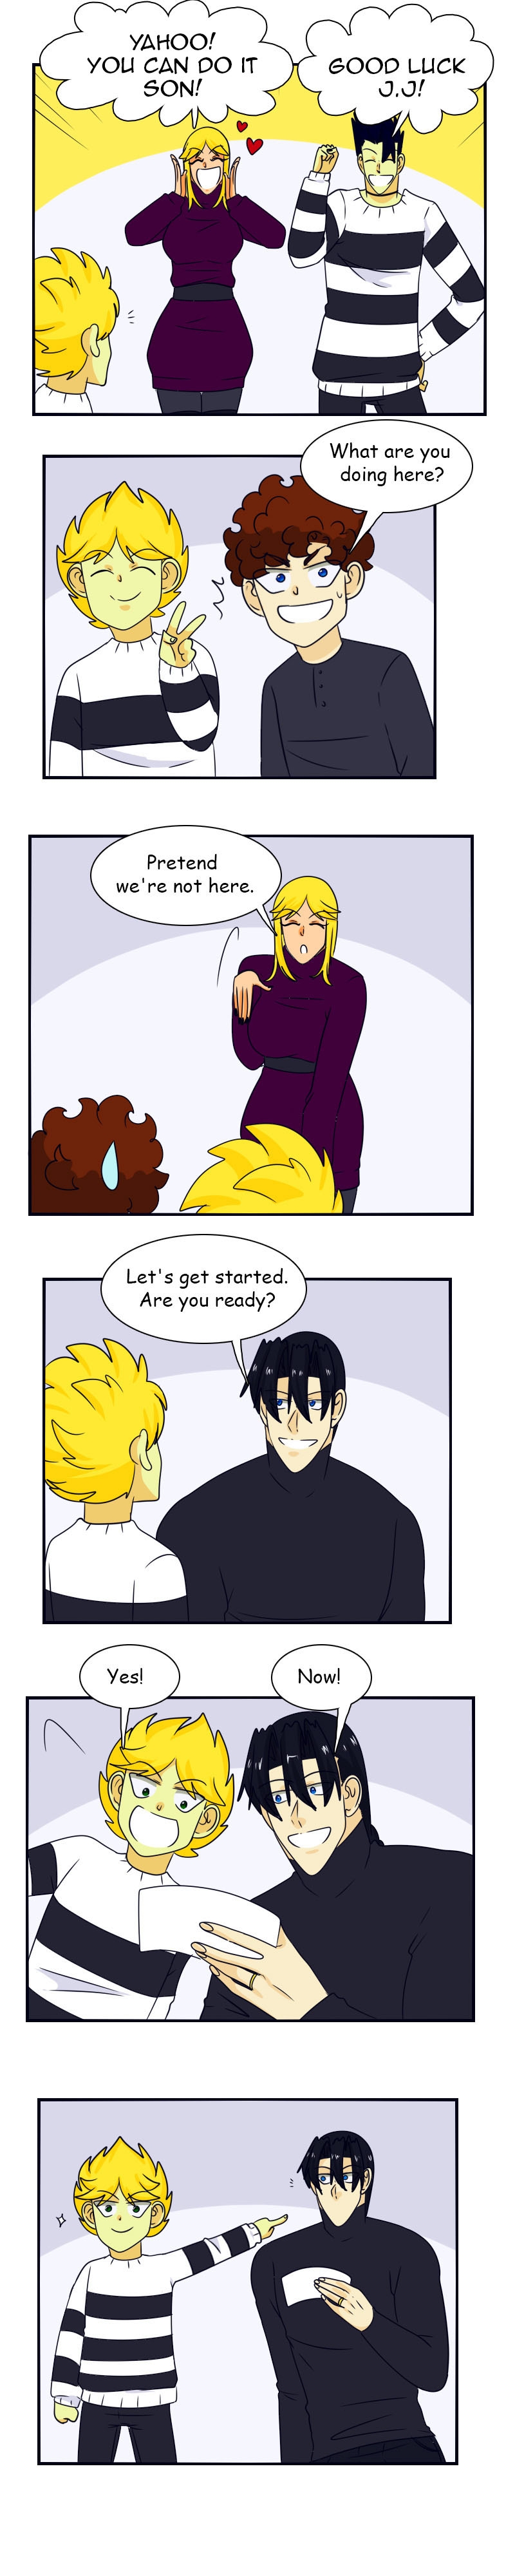 YAHOO!
YOU CAN DO IT
SON!
GOOD LUCK
J.J!
What are you
doing here?
Pretend
we're not here.
Let's get started.
Are you ready?
Yes!
Now!